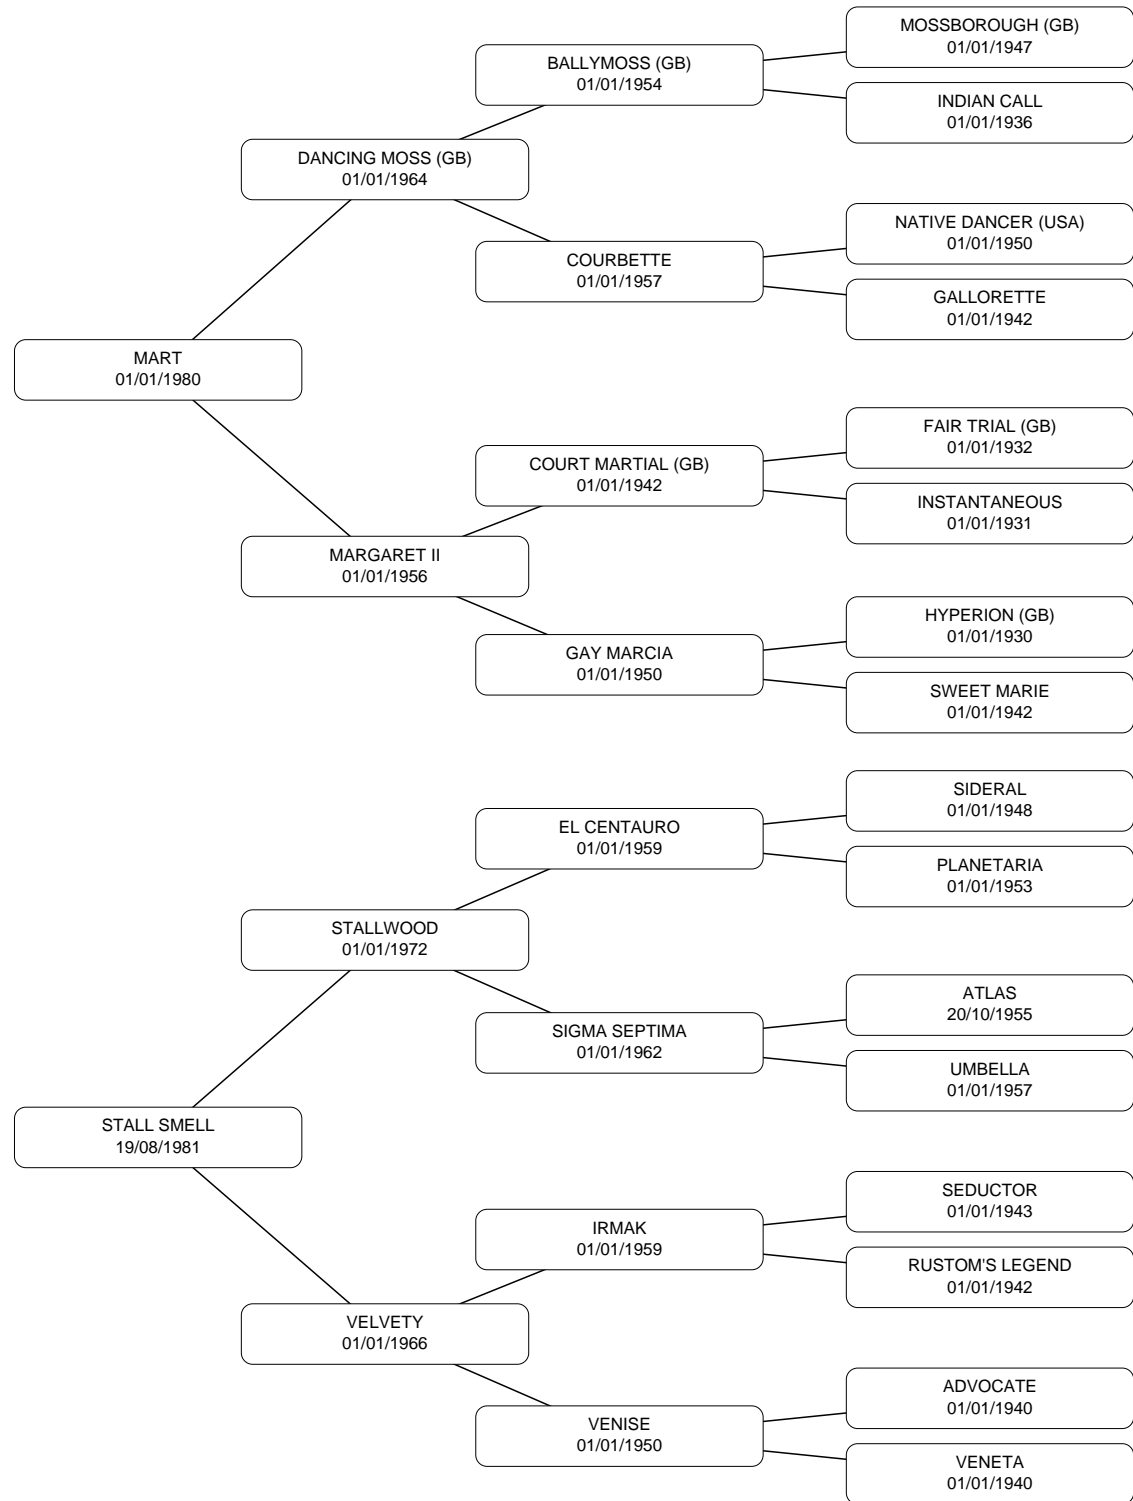 MOSSBOROUGH (GB)
01/01/1947
BALLYMOSS (GB)
01/01/1954
INDIAN CALL
01/01/1936
DANCING MOSS (GB)
01/01/1964
NATIVE DANCER (USA)
01/01/1950
COURBETTE
01/01/1957
GALLORETTE
01/01/1942
MART
01/01/1980
FAIR TRIAL (GB)
01/01/1932
COURT MARTIAL (GB)
01/01/1942
INSTANTANEOUS
01/01/1931
MARGARET II
01/01/1956
HYPERION (GB)
01/01/1930
GAY MARCIA
01/01/1950
SWEET MARIE
01/01/1942
SIDERAL
01/01/1948
EL CENTAURO
01/01/1959
PLANETARIA
01/01/1953
STALLWOOD
01/01/1972
ATLAS
20/10/1955
SIGMA SEPTIMA
01/01/1962
UMBELLA
01/01/1957
STALL SMELL
19/08/1981
SEDUCTOR
01/01/1943
IRMAK
01/01/1959
RUSTOM'S LEGEND
01/01/1942
VELVETY
01/01/1966
ADVOCATE
01/01/1940
VENISE
01/01/1950
VENETA
01/01/1940